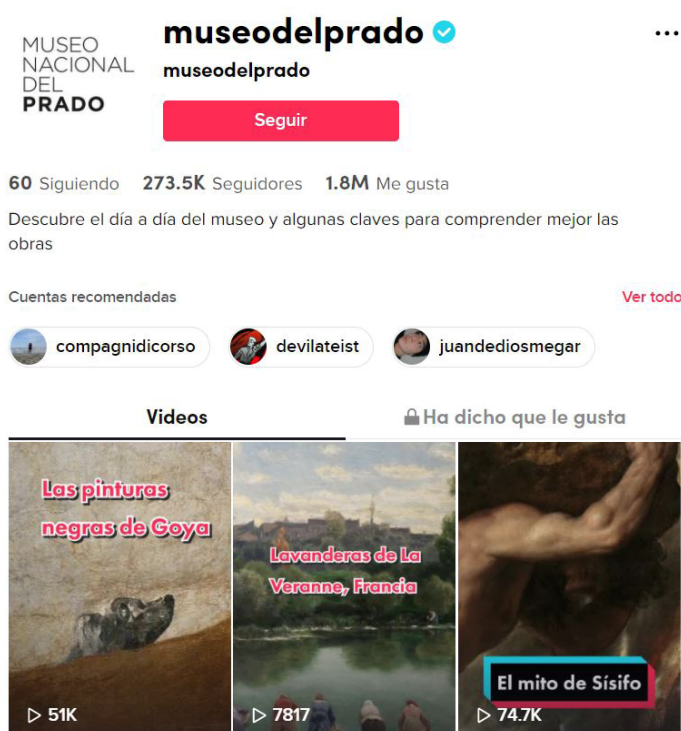 MUSEO
NACIONAL
DEL
PRADO
museodelprado
museodelprado
Seguir
60 Siguiendo 273.5K Seguidores 1.8M Me gusta
Descubre el día a día del museo y algunas claves para comprender mejor las
obras
Cuentas recomendadas Ver todo
compagnidicorso devilateist juandediosmegar
Videos Ha dicho que le gusta
Las pinturas
negras de Goya
Lavanderas de La
Veranne, Francia
El mito de Sísifo
51K 7817 74.7K